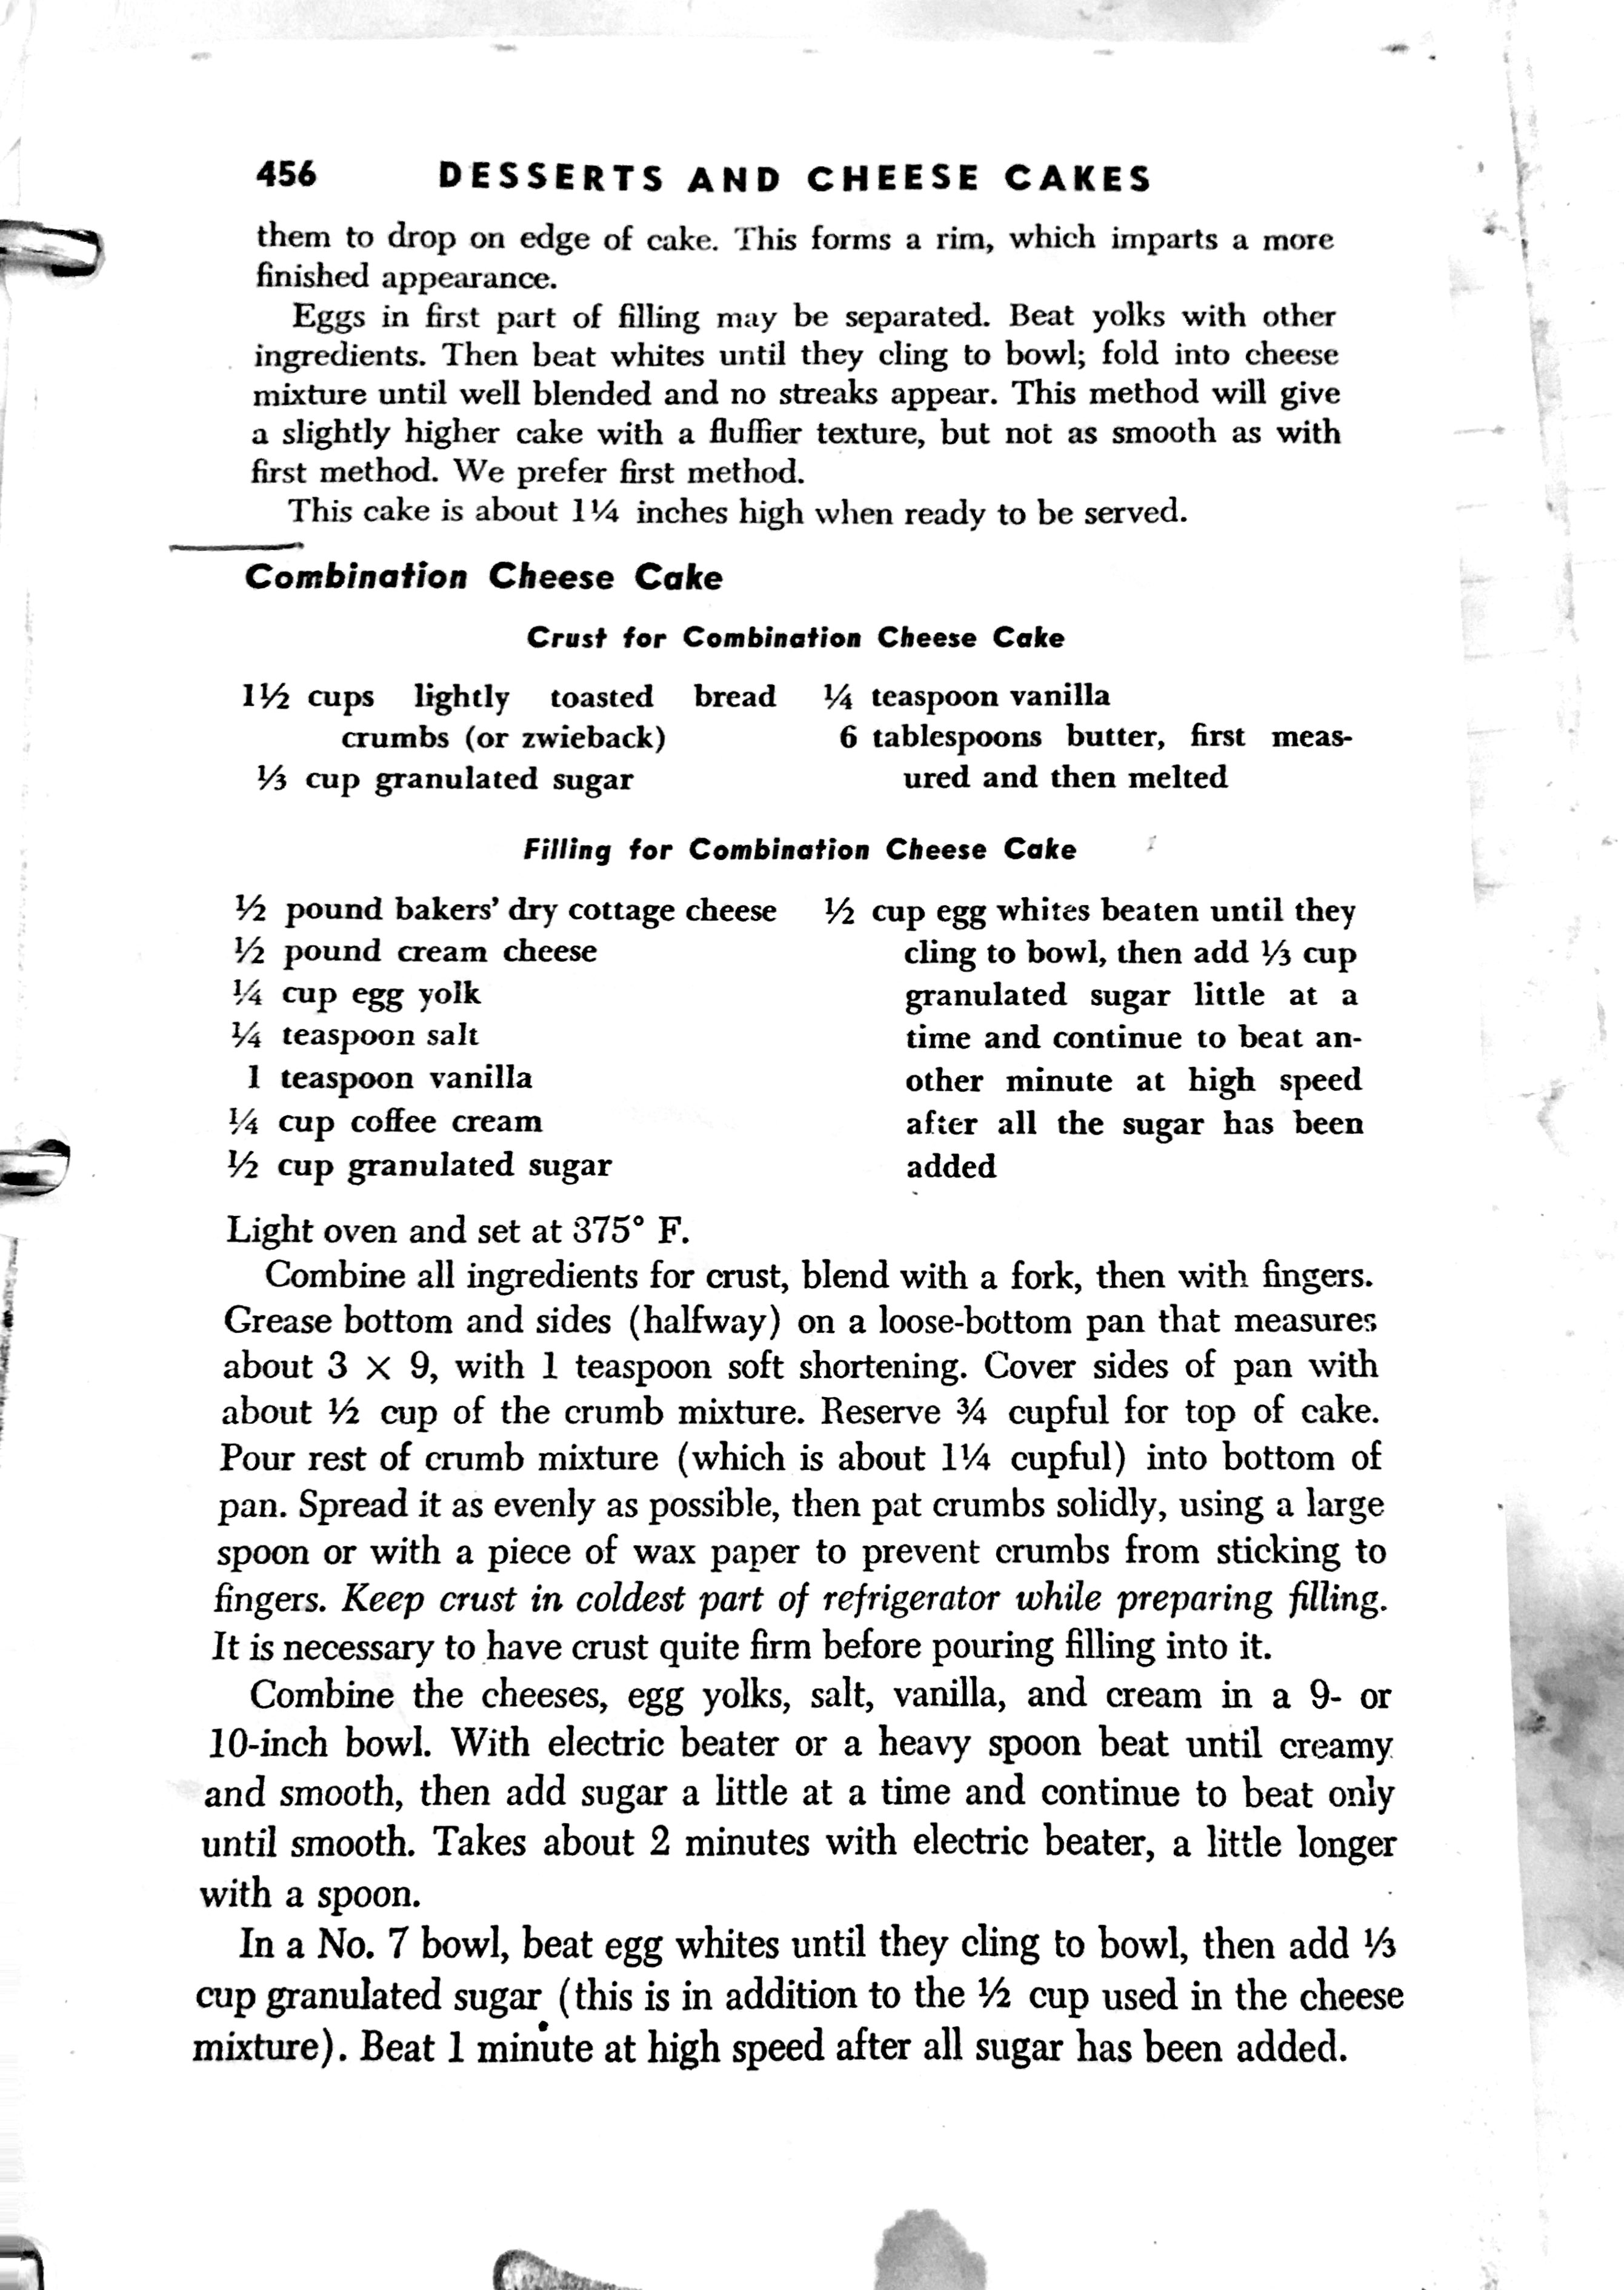 456 DESSERTS AND CHEESE CAKES
them to drop on edge of cake. This forms a rim, which imparts a more
finished appearance.
Eggs in first part of filling may be separated. Beat yolks with other
ingredients. Then beat whites until they cling to bowl; fold into cheese
mixture until well blended and no streaks appear. This method will give
a slightly higher cake with a fluffier texture, but not as smooth as with
first method. We prefer first method.
This cake is about 1¼ inches high when ready to be served.
Combination Cheese Cake
Crust for Combination Cheese Cake
1½ cups lightly toasted bread
crumbs (or zwieback)
⅓ cup granulated sugar
¼ teaspoon vanilla
6 tablespoons butter, first meas-
ured and then melted
Filling for Combination Cheese Cake
½ pound bakers' dry cottage cheese
½ pound cream cheese
¼ cup egg yolk
¼ teaspoon salt
1 teaspoon vanilla
¼ cup coffee cream
½ cup granulated sugar
½ cup egg whites beaten until they
cling to bowl, then add ⅓ cup
granulated sugar little at a
time and continue to beat an-
other minute at high speed
after all the sugar has been
added
Light oven and set at 375° F.
Combine all ingredients for crust, blend with a fork, then with fingers.
Grease bottom and sides (halfway) on a loose-bottom pan that measures
about 3 × 9, with 1 teaspoon soft shortening. Cover sides of pan with
about ½ cup of the crumb mixture. Reserve ¾ cupful for top of cake.
Pour rest of crumb mixture (which is about 1¼ cupful) into bottom of
pan. Spread it as evenly as possible, then pat crumbs solidly, using a large
spoon or with a piece of wax paper to prevent crumbs from sticking to
fingers. Keep crust in coldest part of refrigerator while preparing filling.
It is necessary to have crust quite firm before pouring filling into it.
Combine the cheeses, egg yolks, salt, vanilla, and cream in a 9- or
10-inch bowl. With electric beater or a heavy spoon beat until creamy
and smooth, then add sugar a little at a time and continue to beat only
until smooth. Takes about 2 minutes with electric beater, a little longer
with a spoon.
In a No. 7 bowl, beat egg whites until they cling to bowl, then add ⅓
cup granulated sugar (this is in addition to the ½ cup used in the cheese
mixture). Beat 1 minute at high speed after all sugar has been added.